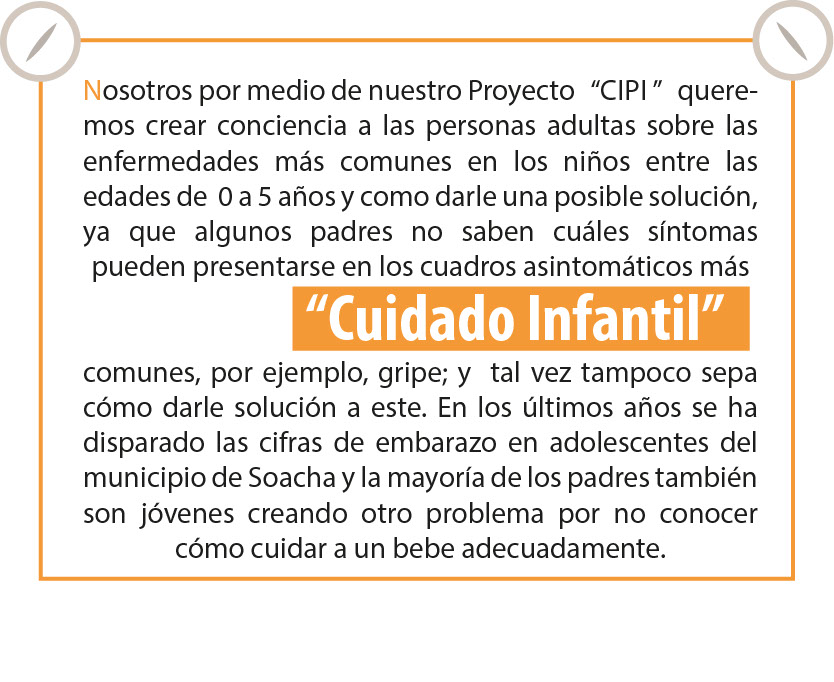 Nosotros por medio de nuestro Proyecto “CIPI ” quere-
mos crear conciencia a las personas adultas sobre las
enfermedades más comunes en los niños entre las
edades de 0 a 5 años y como darle una posible solución,
ya que algunos padres no saben cuáles síntomas
pueden presentarse en los cuadros asintomáticos más
“Cuidado Infantil”
comunes, por ejemplo, gripe; y tal vez tampoco sepa
cómo darle solución a este. En los últimos años se ha
disparado las cifras de embarazo en adolescentes del
municipio de Soacha y la mayoría de los padres también
son jóvenes creando otro problema por no conocer
cómo cuidar a un bebe adecuadamente.